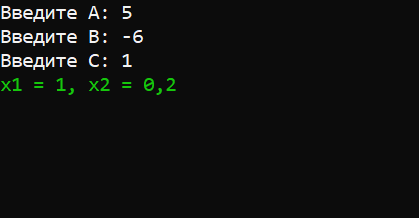 Введите A: 5
Введите B: -6
Введите C: 1
x1 = 1, x2 = 0,2